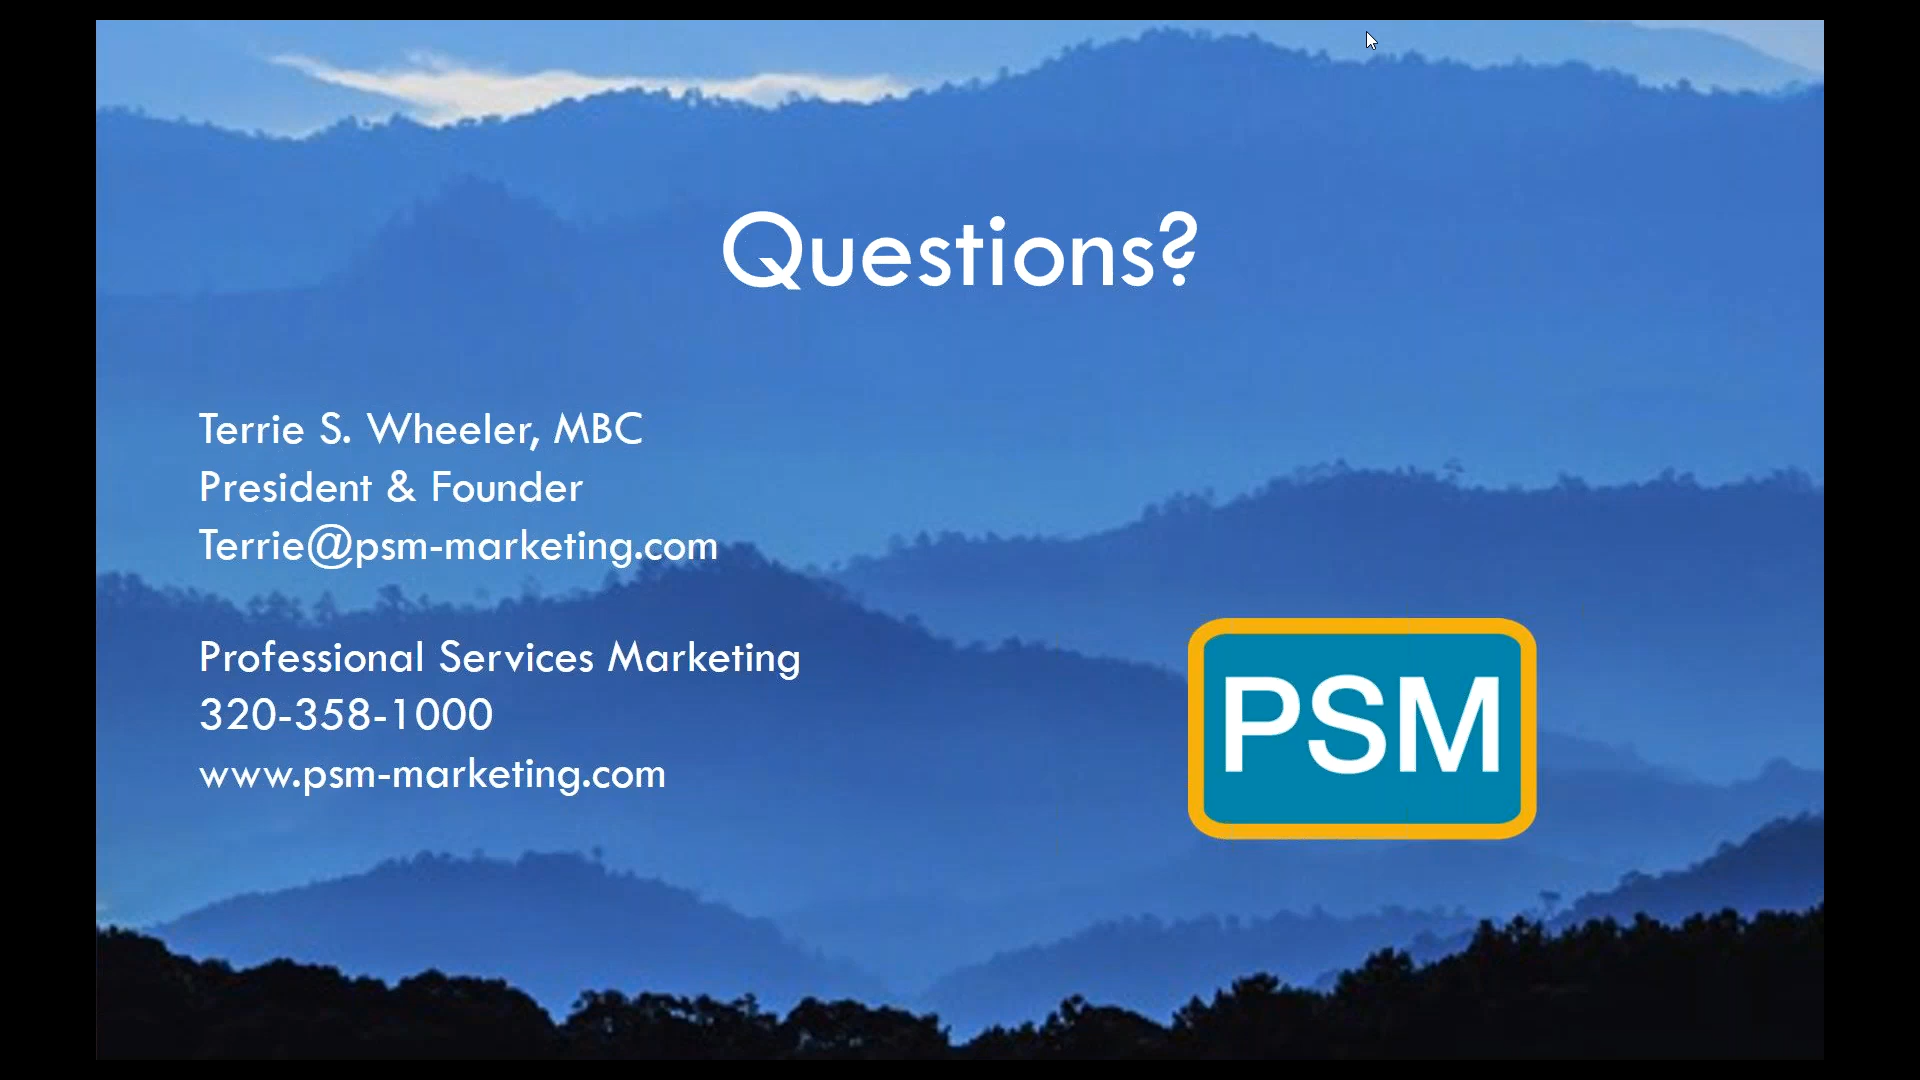 Questions?
Terrie S. Wheeler, MBC
President & Founder
Terrie@psm-marketing.com
Professional Services Marketing
320-358-1000
www.psm-marketing.com
PSM